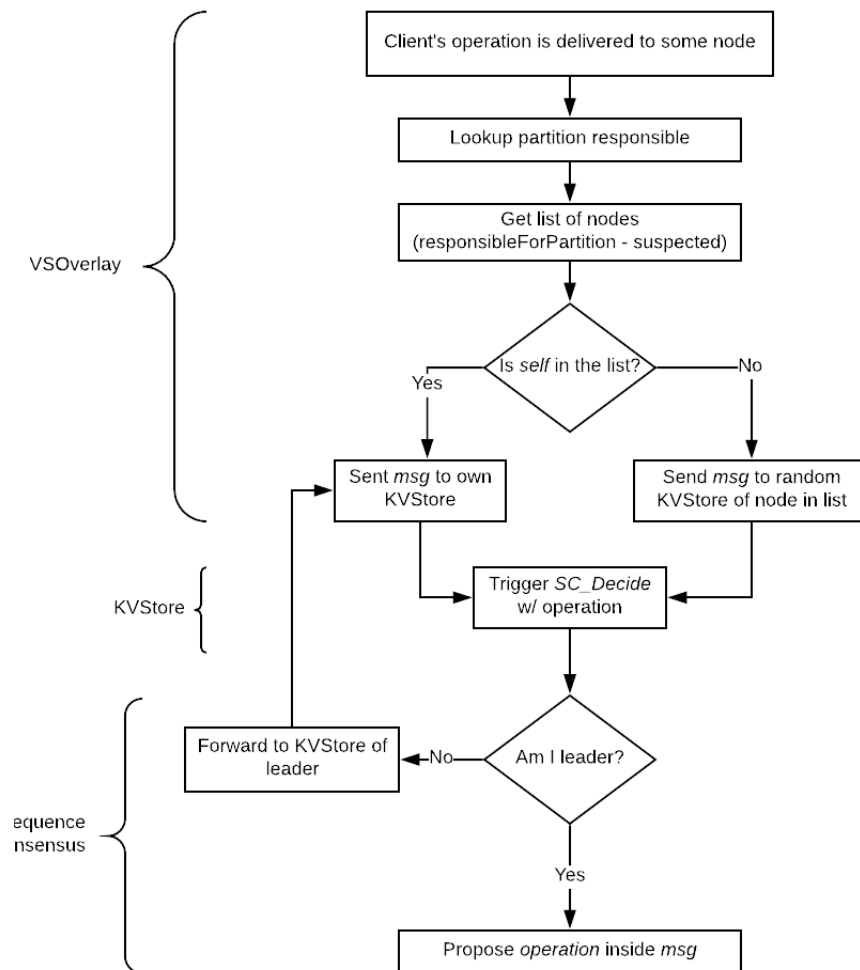 Client's operation is delivered to some node
Lookup partition responsible
Get list of nodes
(responsibleForPartition - suspected)
VSOverlay
Is self in the list?
Yes
No
Sent msg to own
KVStore
Send msg to random
KVStore of node in list
Trigger SC_Decide
w/ operation
KVStore
Forward to KVStore of
leader
No
Am I leader?
equence
nsensus
Yes
Propose operation inside msg